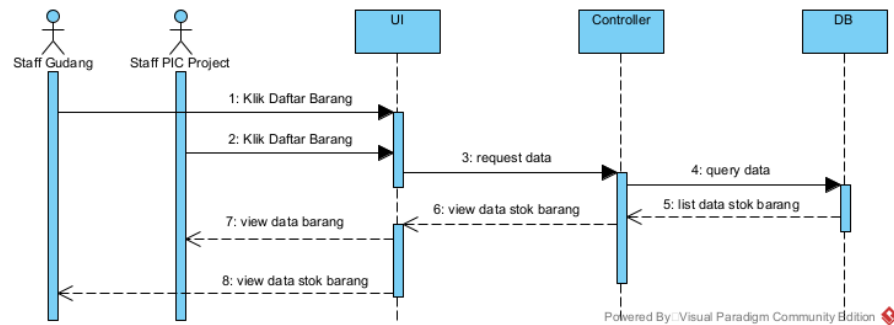 UI
Controller
DB
Staff Gudang
Staff PIC Project
1: Klik Daftar Barang
2: Klik Daftar Barang
3: request data
4: query data
5: list data stok barang
6: view data stok barang
7: view data barang
8: view data stok barang
Powered By Visual Paradigm Community Edition